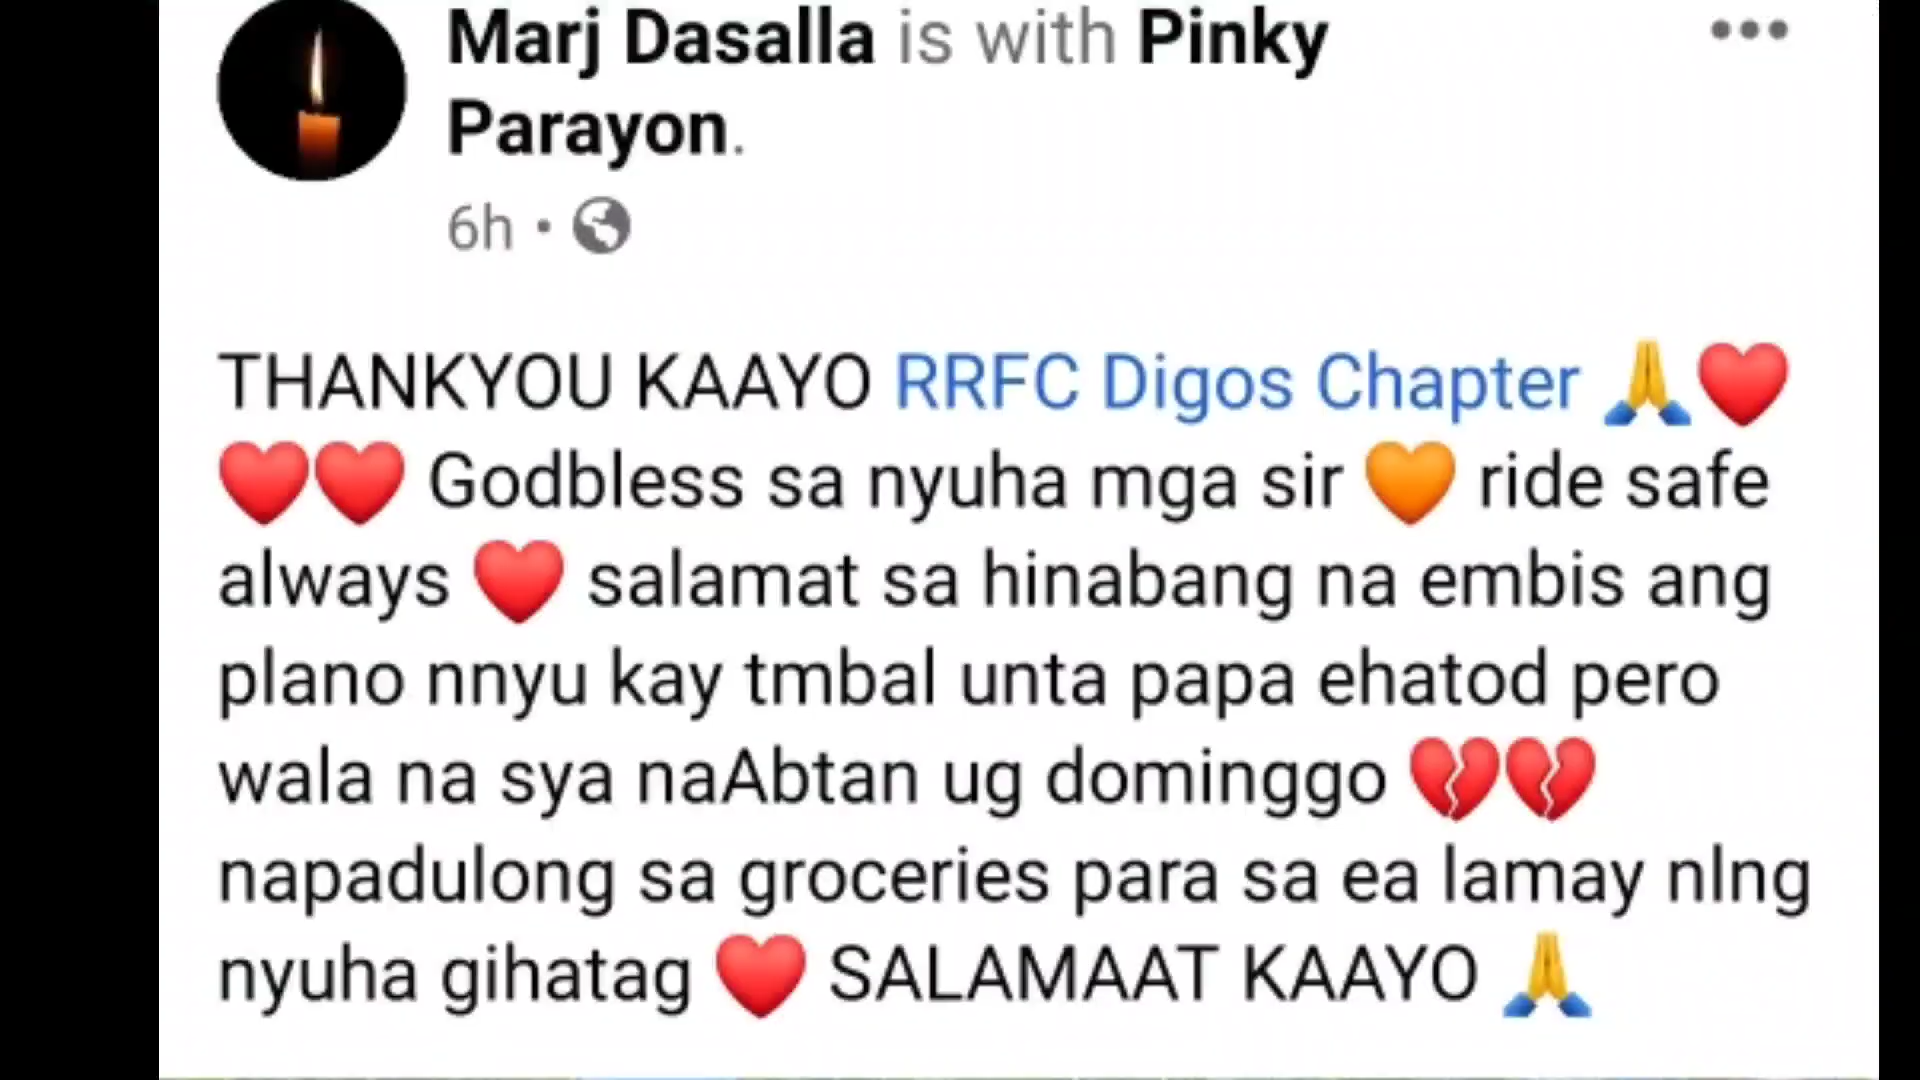 Marj Dasalla is with Pinky
Parayon.
6h •
THANKYOU KAAYO RRFC Digos Chapter 🙏❤️
❤️❤️ Godbless sa nyuha mga sir 🧡 ride safe
always ❤️ salamat sa hinabang na embis ang
plano nnyu kay tmbal unta papa ehatod pero
wala na sya naAbtan ug dominggo 💔💔
napadulong sa groceries para sa ea lamay nlng
nyuha gihatag ❤️ SALAMAAT KAAYO 🙏